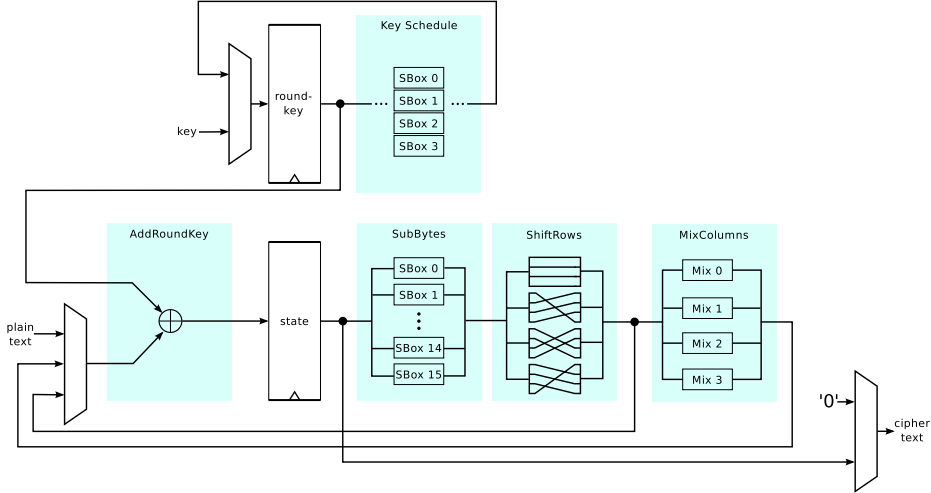 Key Schedule
SBox 0
SBox 1
... ...
SBox 2
SBox 3
round-
key
key
AddRoundKey
SubBytes
ShiftRows
MixColumns
SBox 0
SBox 1
SBox 14
SBox 15
Mix 0
Mix 1
Mix 2
Mix 3
state
plain
text
'0'
cipher
text